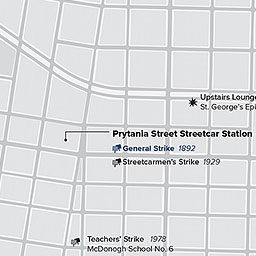 Upstairs Lounge
St. George's Epi
Prytania Street Streetcar Station
General Strike 1892
Streetcarmen's Strike 1929
Teachers' Strike 1978
McDonogh School No. 6